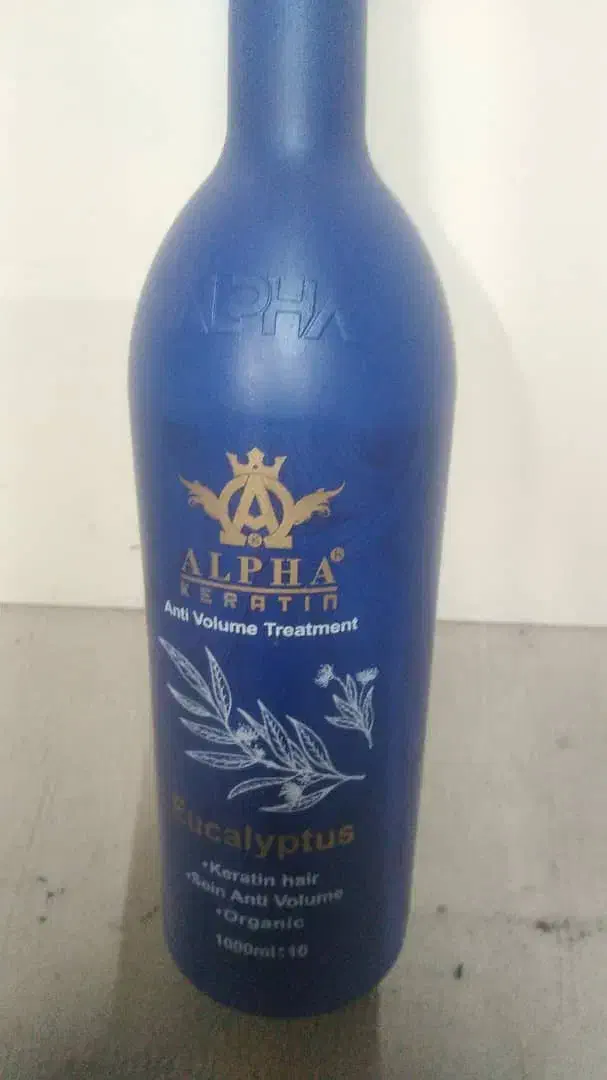 ALPHA
A
ALPHA®
KERATIN
Anti Volume Treatment
Eucalyptus
•Keratin hair
•Soin Anti Volume
•Organic
1000ml:10